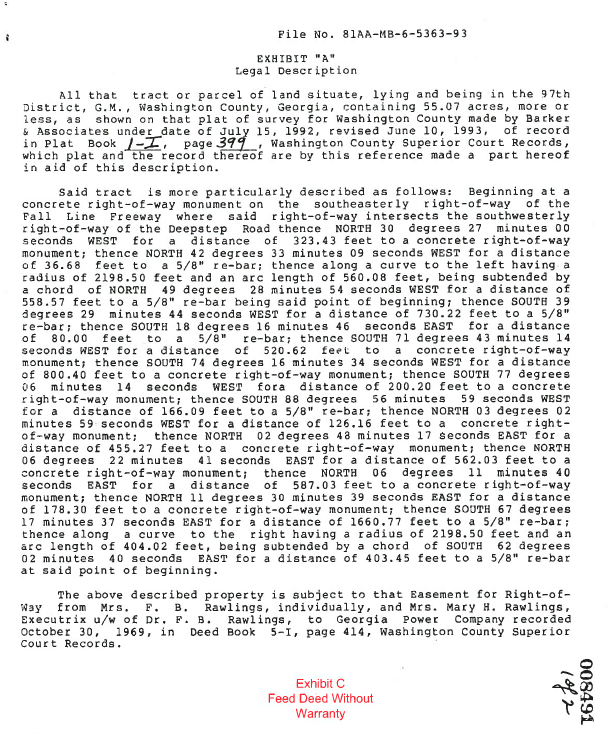 File No. 81AA-MB-6-5363-93
EXHIBIT "A"
Legal Description
All that tract or parcel of land situate, lying and being in the 97th
District, G.M., Washington County, Georgia, containing 55.07 acres, more or
less, as shown on that plat of survey for Washington County made by Barker
& Associates under date of July 15, 1992, revised June 10, 1993, of record
in Plat Book 1-I, page 399, Washington County Superior Court Records,
which plat and the record thereof are by this reference made a part hereof
in aid of this description.
Said tract is more particularly described as follows: Beginning at a
concrete right-of-way monument on the southeasterly right-of-way of the
Fall Line Freeway where said right-of-way intersects the southwesterly
right-of-way of the Deepstep Road thence NORTH 30 degrees 27 minutes 00
seconds WEST for a distance of 323.43 feet to a concrete right-of-way
monument; thence NORTH 42 degrees 33 minutes 09 seconds WEST for a distance
of 36.68 feet to a 5/8" re-bar; thence along a curve to the left having a
radius of 2198.50 feet and an arc length of 560.08 feet, being subtended by
a chord of NORTH 49 degrees 28 minutes 54 seconds WEST for a distance of
558.57 feet to a 5/8" re-bar being said point of beginning; thence SOUTH 39
degrees 29 minutes 44 seconds WEST for a distance of 730.22 feet to a 5/8"
re-bar; thence SOUTH 18 degrees 16 minutes 46 seconds EAST for a distance
of 80.00 feet to a 5/8" re-bar; thence SOUTH 71 degrees 43 minutes 14
seconds WEST for a distance of 520.62 feet to a concrete right-of-way
monument; thence SOUTH 74 degrees 16 minutes 34 seconds WEST for a distance
of 800.40 feet to a concrete right-of-way monument; thence SOUTH 77 degrees
06 minutes 14 seconds WEST fora distance of 200.20 feet to a concrete
right-of-way monument; thence SOUTH 88 degrees 56 minutes 59 seconds WEST
for a distance of 166.09 feet to a 5/8" re-bar; thence NORTH 03 degrees 02
minutes 59 seconds WEST for a distance of 126.16 feet to a concrete right-
of-way monument; thence NORTH 02 degrees 48 minutes 17 seconds EAST for a
distance of 455.27 feet to a concrete right-of-way monument; thence NORTH
06 degrees 22 minutes 41 seconds EAST for a distance of 562.03 feet to a
concrete right-of-way monument; thence NORTH 06 degrees 11 minutes 40
seconds EAST for a distance of 587.03 feet to a concrete right-of-way
monument; thence NORTH 11 degrees 30 minutes 39 seconds EAST for a distance
of 178.30 feet to a concrete right-of-way monument; thence SOUTH 67 degrees
17 minutes 37 seconds EAST for a distance of 1660.77 feet to a 5/8" re-bar;
thence along a curve to the right having a radius of 2198.50 feet and an
arc length of 404.02 feet, being subtended by a chord of SOUTH 62 degrees
02 minutes 40 seconds EAST for a distance of 403.45 feet to a 5/8" re-bar
at said point of beginning.
The above described property is subject to that Easement for Right-of-
Way from Mrs. F. B. Rawlings, individually, and Mrs. Mary H. Rawlings,
Executrix u/w of Dr. F. B. Rawlings, to Georgia Power Company recorded
October 30, 1969, in Deed Book 5-I, page 414, Washington County Superior
Court Records.
Exhibit C
Feed Deed Without
Warranty
008491
1 of 2